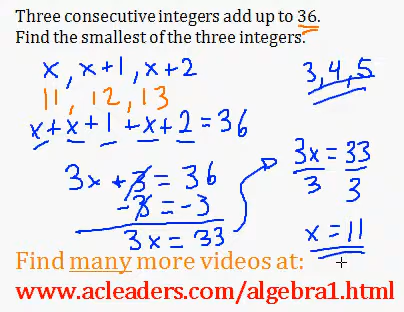 Three consecutive integers add up to 36.
Find the smallest of the three integers.
x, x+1, x+2
3,4,5
11, 12, 13
x+x+1+x+2=36
3x+3=36
-3=-3
3x=33
3x=33
3 3
x=11
Find many more videos at:
www.acleaders.com/algebra1.html